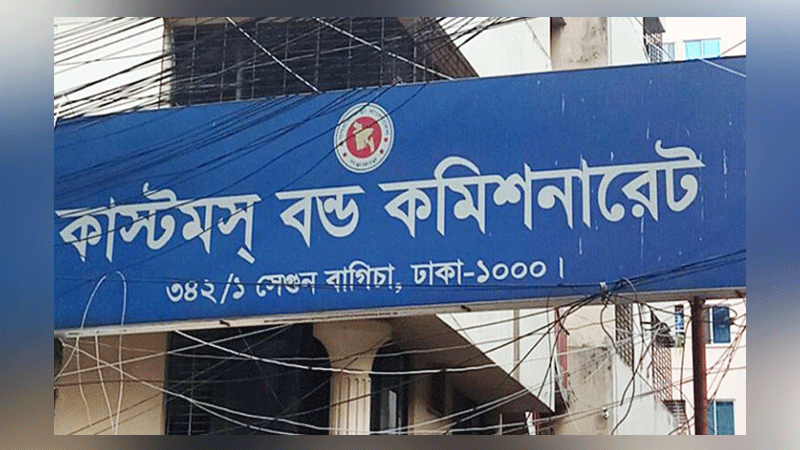 কাস্টমস্ বন্ড কমিশনারেট
৩৪২/১ সেগুন বাগিচা, ঢাকা-১০০০।